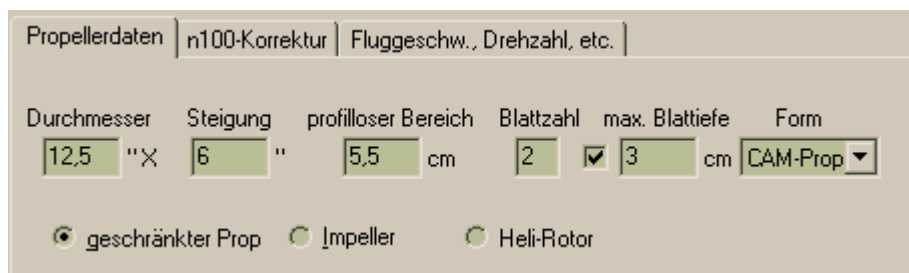 Propellerdaten n100-Korrektur Fluggeschw., Drehzahl, etc.
Durchmesser Steigung profilloser Bereich Blattzahl max. Blattiefe Form
12,5 "X 6 " 5,5 cm 2 3 cm CAM-Prop
geschränkter Prop Impeller Heli-Rotor